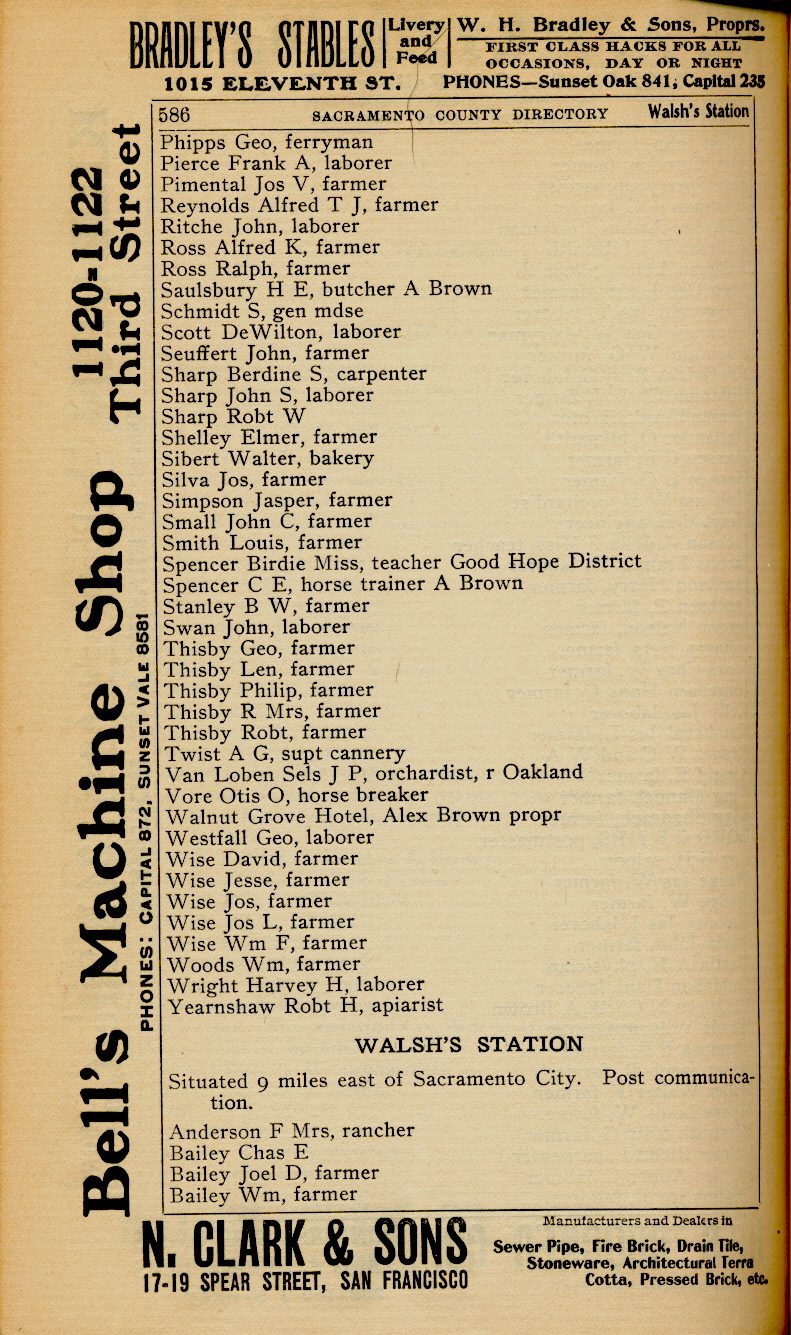 BRADLEY'S STABLES
Livery
and
Feed
W. H. Bradley & Sons, Proprs.
FIRST CLASS HACKS FOR ALL
OCCASIONS, DAY OR NIGHT
1015 ELEVENTH ST. PHONES—Sunset Oak 841; Capital 235
586 SACRAMENTO COUNTY DIRECTORY Walsh's Station
Phipps Geo, ferryman
Pierce Frank A, laborer
Pimental Jos V, farmer
Reynolds Alfred T J, farmer
Ritche John, laborer
Ross Alfred K, farmer
Ross Ralph, farmer
Saulsbury H E, butcher A Brown
Schmidt S, gen mdse
Scott DeWilton, laborer
Seuffert John, farmer
Sharp Berdine S, carpenter
Sharp John S, laborer
Sharp Robt W
Shelley Elmer, farmer
Sibert Walter, bakery
Silva Jos, farmer
Simpson Jasper, farmer
Small John C, farmer
Smith Louis, farmer
Spencer Birdie Miss, teacher Good Hope District
Spencer C E, horse trainer A Brown
Stanley B W, farmer
Swan John, laborer
Thisby Geo, farmer
Thisby Len, farmer
Thisby Philip, farmer
Thisby R Mrs, farmer
Thisby Robt, farmer
Twist A G, supt cannery
Van Loben Sels J P, orchardist, r Oakland
Vore Otis O, horse breaker
Walnut Grove Hotel, Alex Brown propr
Westfall Geo, laborer
Wise David, farmer
Wise Jesse, farmer
Wise Jos, farmer
Wise Jos L, farmer
Wise Wm F, farmer
Woods Wm, farmer
Wright Harvey H, laborer
Yearnshaw Robt H, apiarist
WALSH'S STATION
Situated 9 miles east of Sacramento City. Post communica-
tion.
Anderson F Mrs, rancher
Bailey Chas E
Bailey Joel D, farmer
Bailey Wm, farmer
Bell's Machine Shop
1120-1122
Third Street
PHONES: CAPITAL 872, SUNSET VALE 8581
N. CLARK & SONS
17-19 SPEAR STREET, SAN FRANCISCO
Manufacturers and Dealers in
Sewer Pipe, Fire Brick, Drain Tile,
Stoneware, Architectural Terra
Cotta, Pressed Brick, etc.